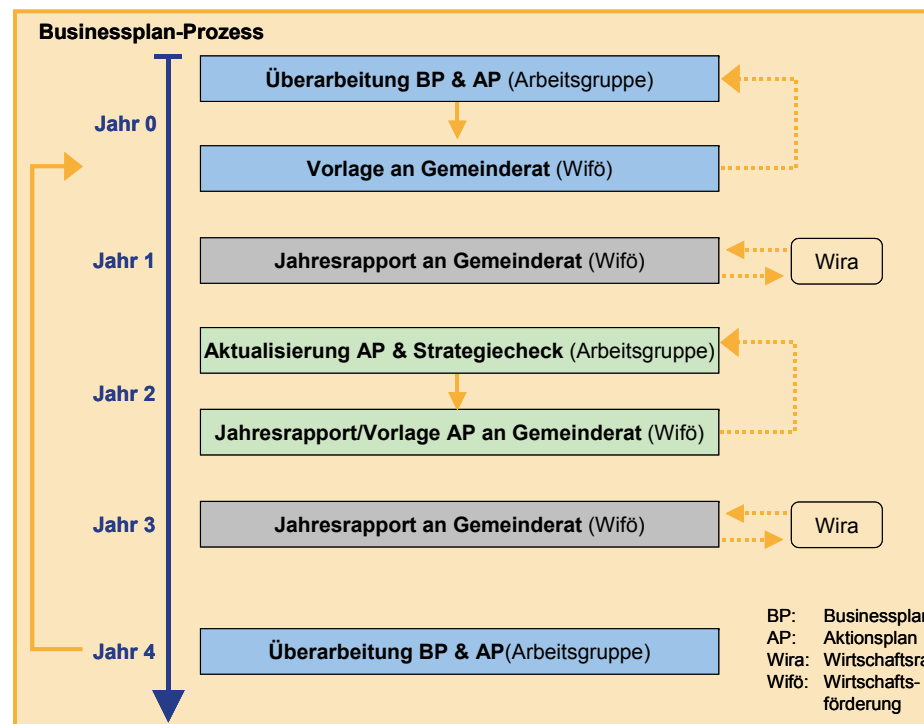 Businessplan-Prozess
Überarbeitung BP & AP (Arbeitsgruppe)
Jahr 0
Vorlage an Gemeinderat (Wifö)
Jahr 1
Jahresrapport an Gemeinderat (Wifö)
Wira
Aktualisierung AP & Strategiecheck (Arbeitsgruppe)
Jahr 2
Jahresrapport/Vorlage AP an Gemeinderat (Wifö)
Jahr 3
Jahresrapport an Gemeinderat (Wifö)
Wira
Jahr 4
Überarbeitung BP & AP(Arbeitsgruppe)
BP: Businessplan
AP: Aktionsplan
Wira: Wirtschaftsra
Wifö: Wirtschafts-
förderung